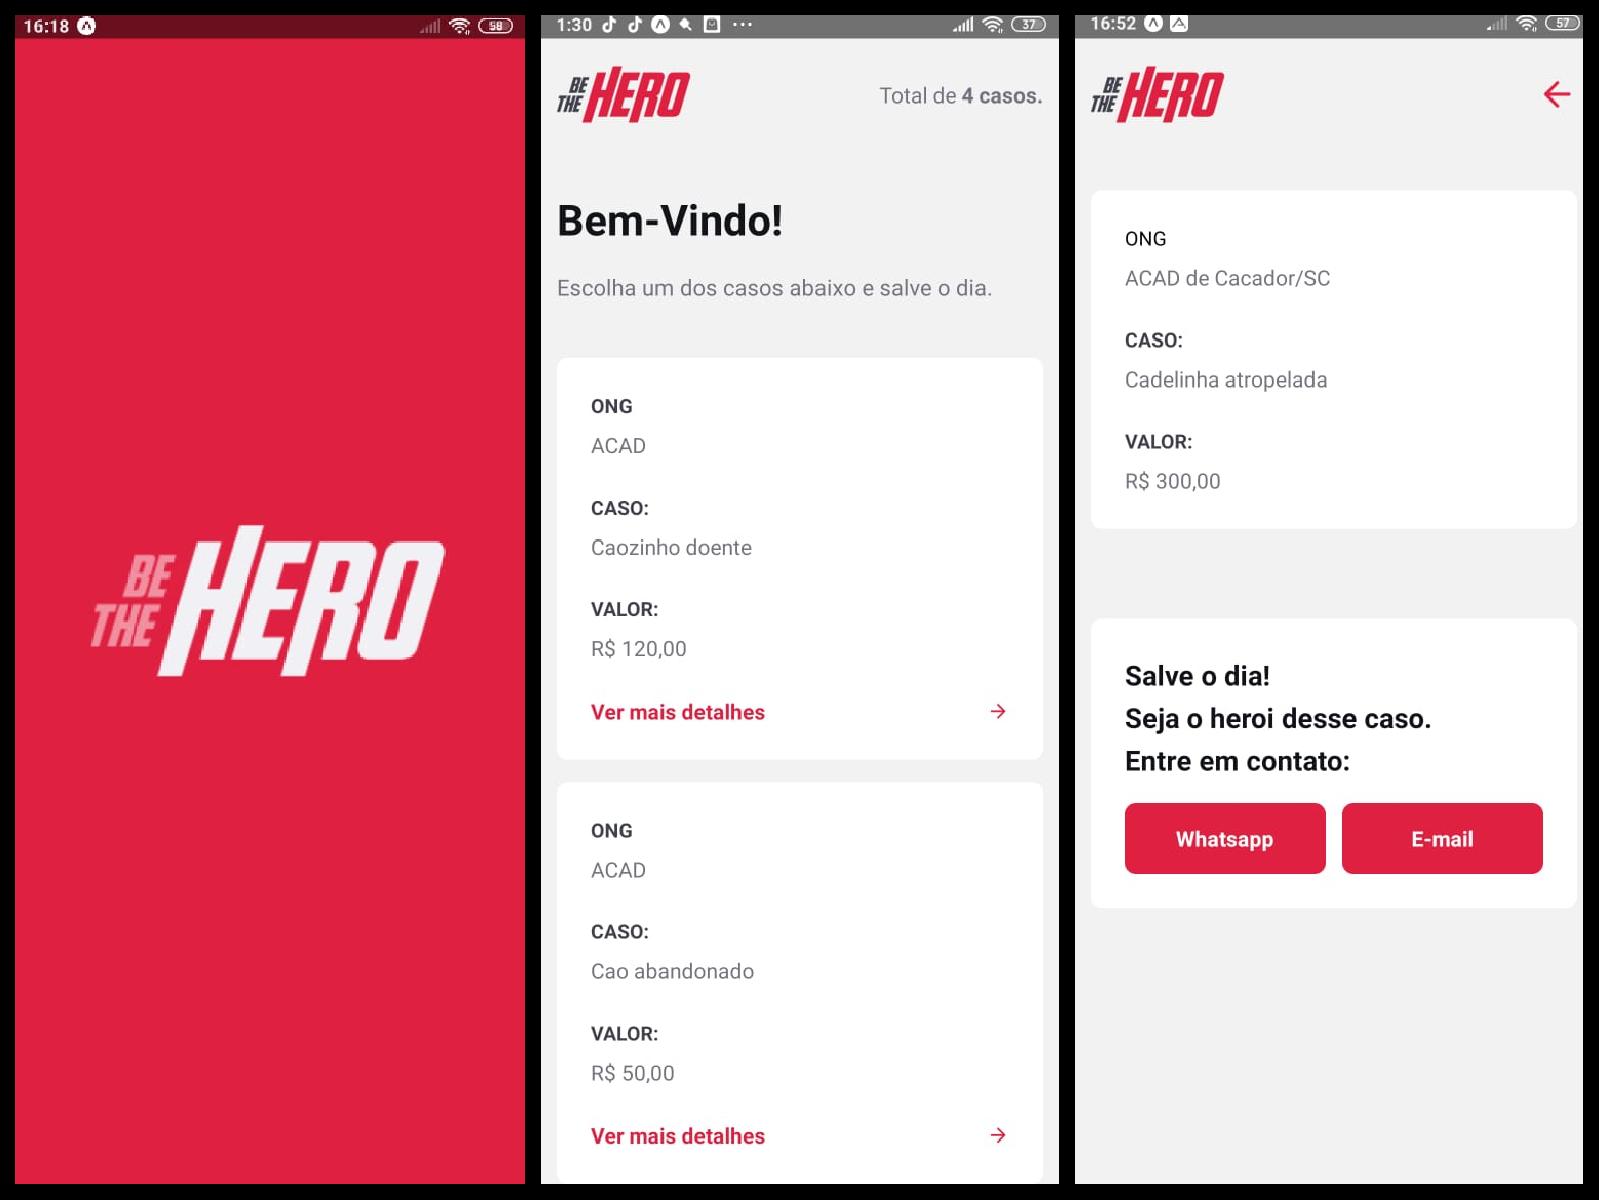 16:18
58
BE
THE HERO
1:30
37
BE
THE HERO
Total de 4 casos.
Bem-Vindo!
Escolha um dos casos abaixo e salve o dia.
ONG
ACAD
CASO:
Caozinho doente
VALOR:
R$ 120,00
Ver mais detalhes
ONG
ACAD
CASO:
Cao abandonado
VALOR:
R$ 50,00
Ver mais detalhes
16:52
57
BE
THE HERO
ONG
ACAD de Cacador/SC
CASO:
Cadelinha atropelada
VALOR:
R$ 300,00
Salve o dia!
Seja o heroi desse caso.
Entre em contato:
Whatsapp
E-mail